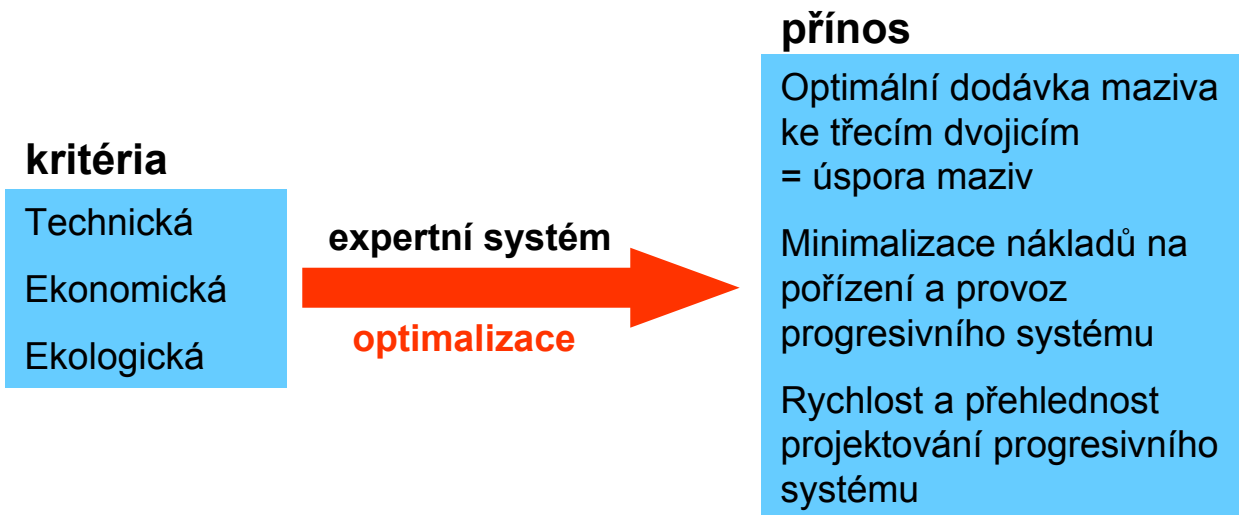 kritéria
Technická
Ekonomická
Ekologická
expertní systém
optimalizace
přínos
Optimální dodávka maziva
ke třecím dvojicím
= úspora maziv
Minimalizace nákladů na
pořízení a provoz
progresivního systému
Rychlost a přehlednost
projektování progresivního
systému